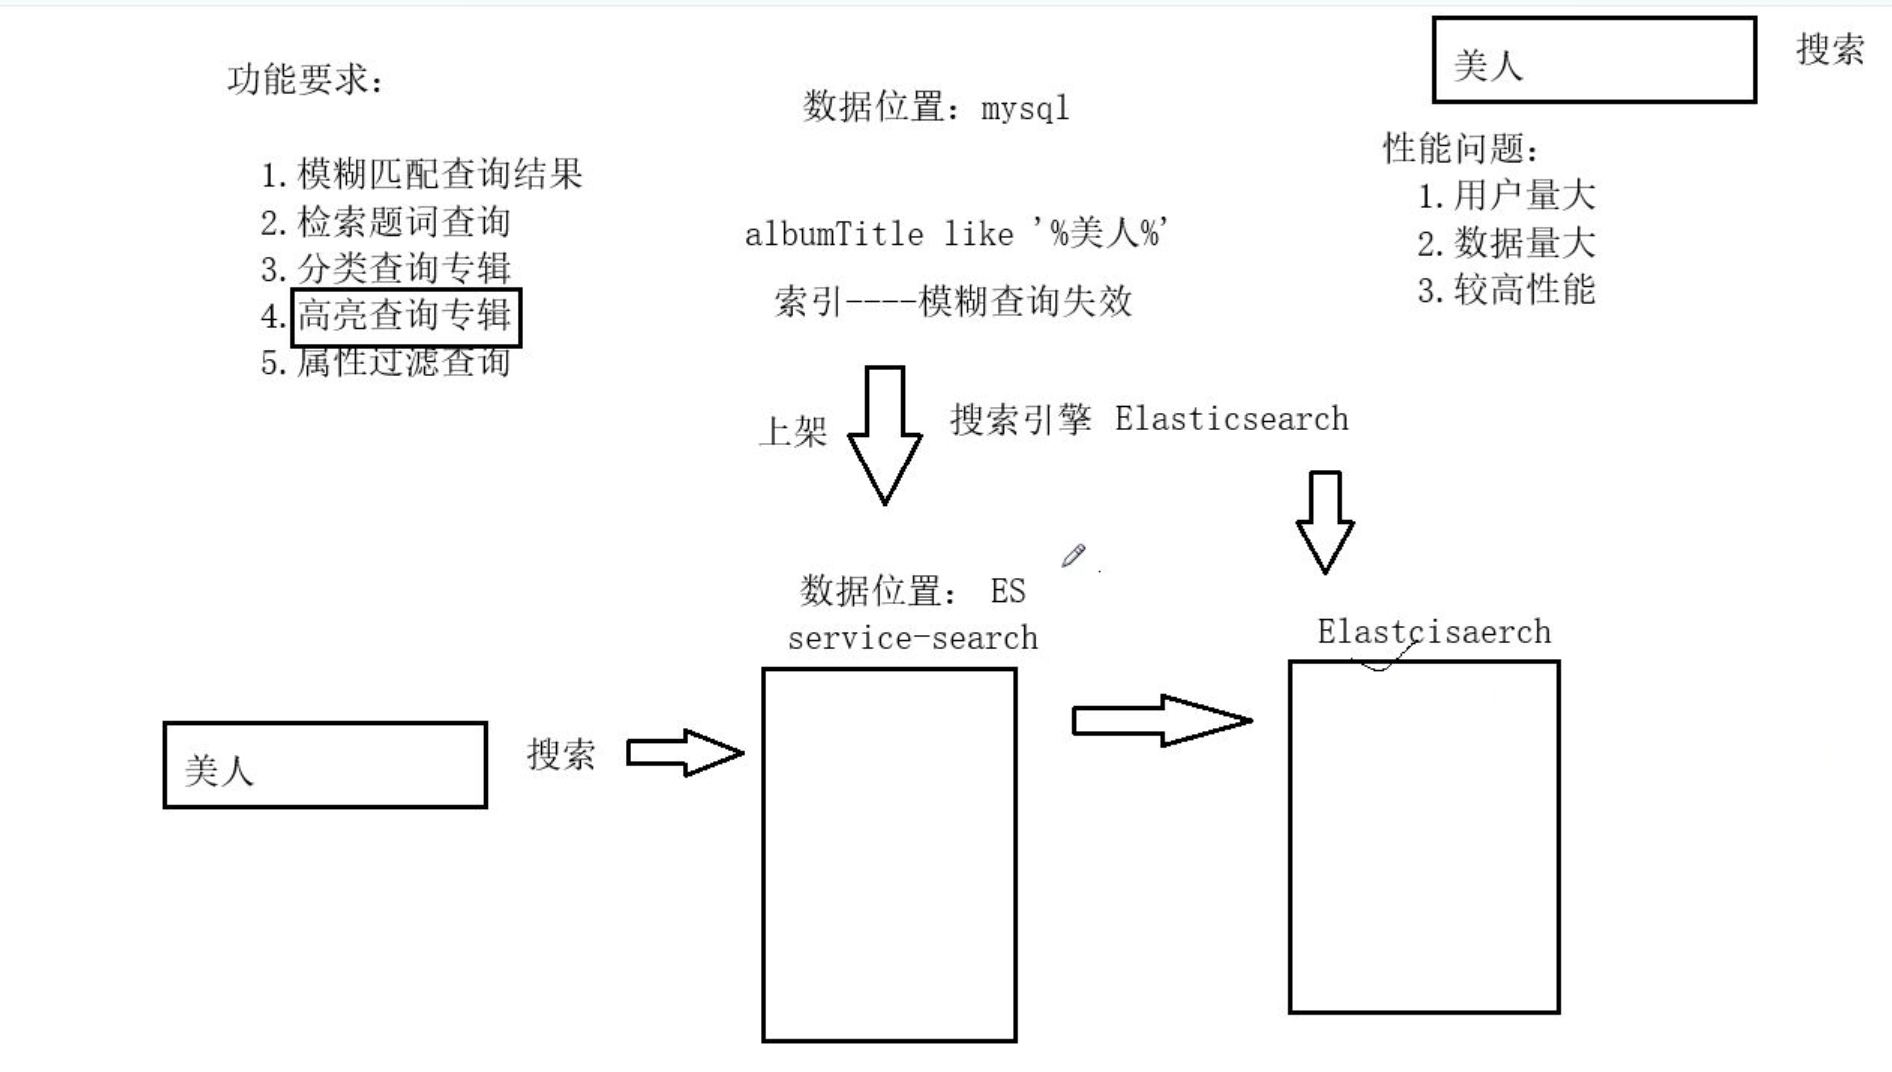 功能要求：
1.模糊匹配查询结果
2.检索题词查询
3.分类查询专辑
4.高亮查询专辑
5.属性过滤查询
数据位置：mysql
albumTitle like '%美人%'
索引----模糊查询失效
美人
搜索
性能问题：
1.用户量大
2.数据量大
3.较高性能
上架
搜索引擎 Elasticsearch
数据位置： ES
service-search
Elastcisaerch
美人
搜索